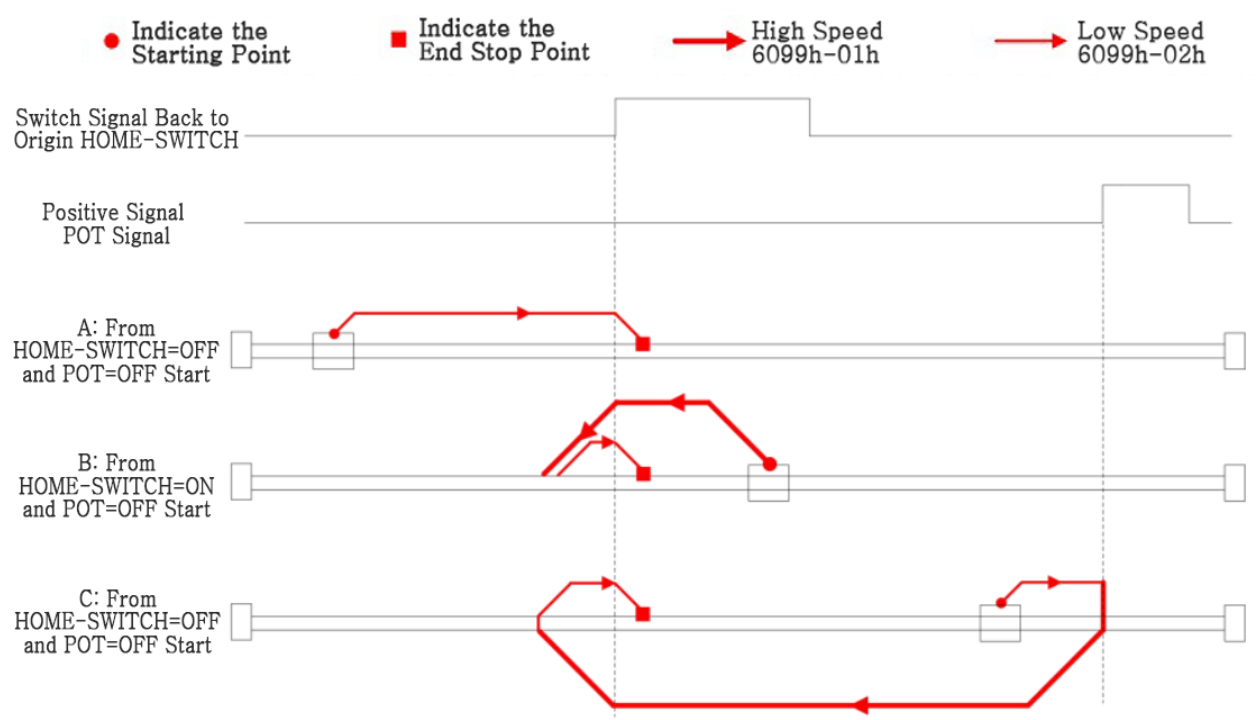 Indicate the
Starting Point
Indicate the
End Stop Point
High Speed
6099h-01h
Low Speed
6099h-02h
Switch Signal Back to
Origin HOME-SWITCH
Positive Signal
POT Signal
A: From
HOME-SWITCH=OFF
and POT=OFF Start
B: From
HOME-SWITCH=ON
and POT=OFF Start
C: From
HOME-SWITCH=OFF
and POT=OFF Start